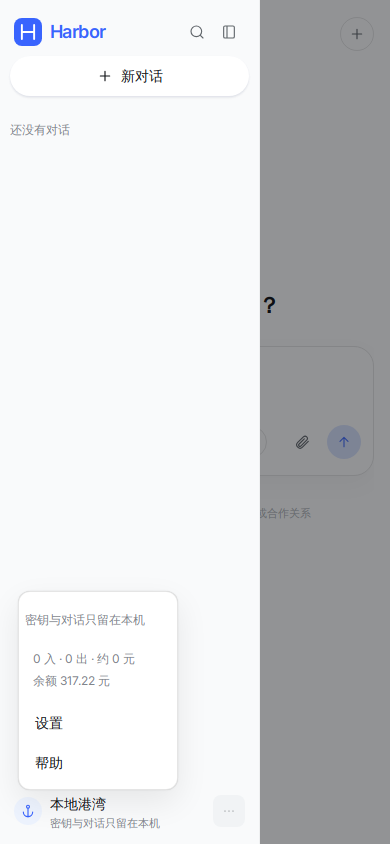 Harbor
新对话
还没有对话
？
或合作关系
密钥与对话只留在本机
0 入 · 0 出 · 约 0 元
余额 317.22 元
设置
帮助
本地港湾
密钥与对话只留在本机